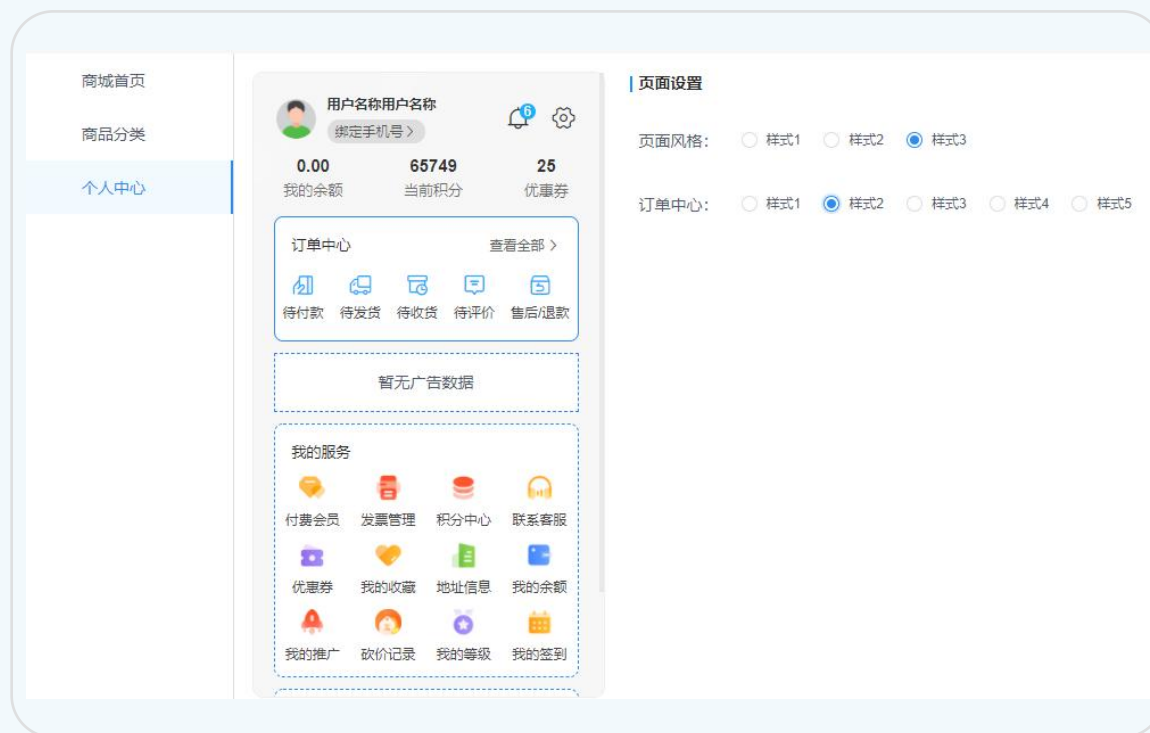 商城首页
商品分类
个人中心
用户名称用户名称
绑定手机号 >
6
0.00 65749 25
我的余额 当前积分 优惠券
订单中心 查看全部 >
待付款 待发货 待收货 待评价 售后/退款
暂无广告数据
我的服务
付费会员 发票管理 积分中心 联系客服
优惠券 我的收藏 地址信息 我的余额
我的推广 砍价记录 我的等级 我的签到
页面设置
页面风格: 样式1 样式2 样式3
订单中心: 样式1 样式2 样式3 样式4 样式5